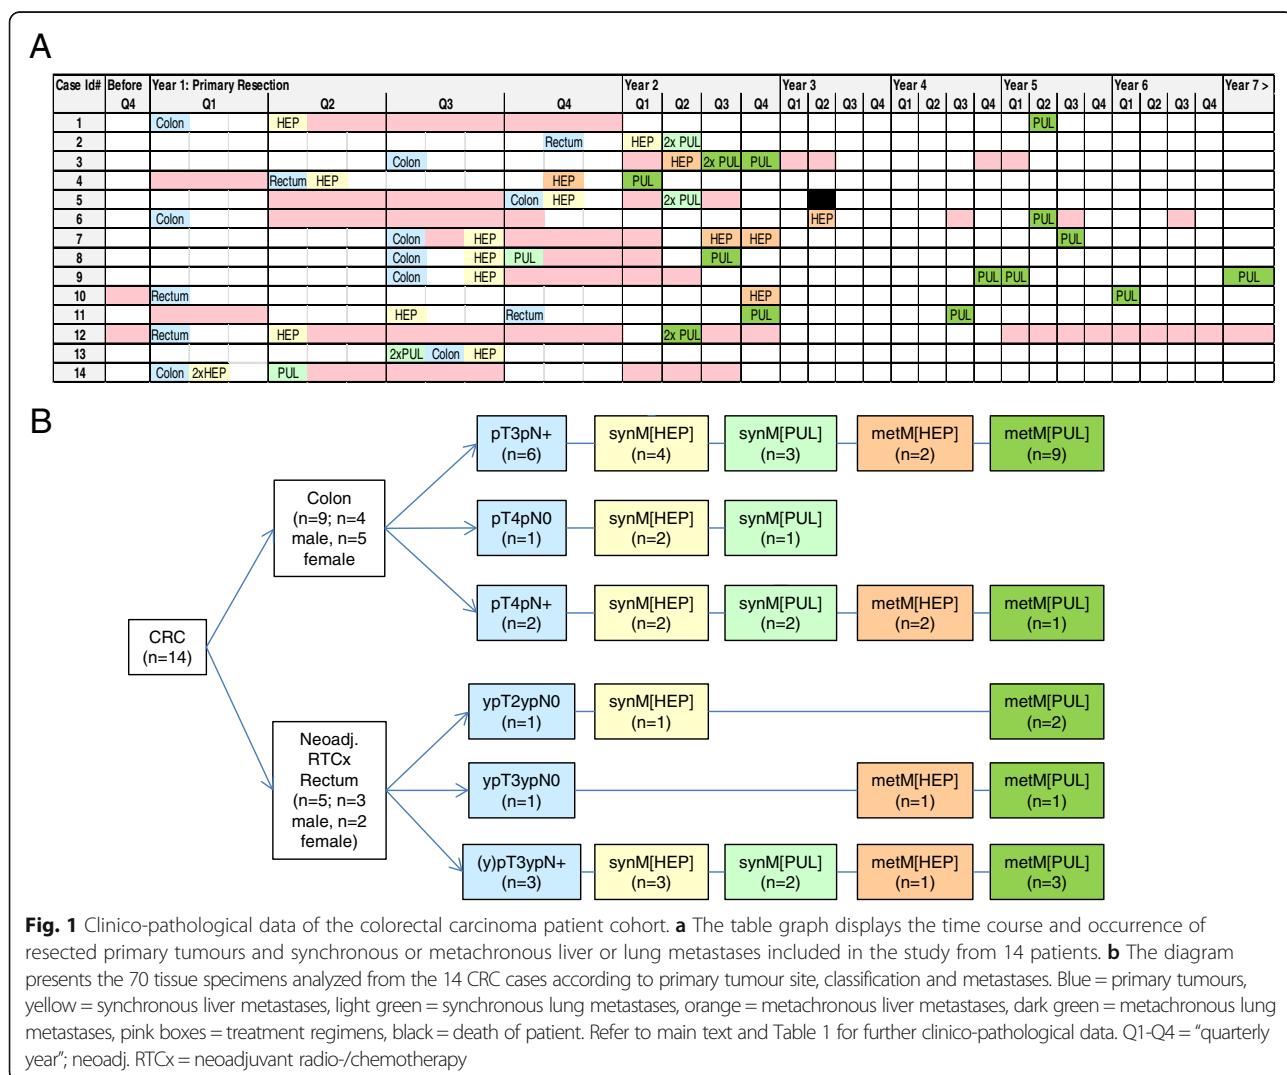 A
Case Id# Before Year 1: Primary Resection Year 2 Year 3 Year 4 Year 5 Year 6 Year 7 >
Q4 Q1 Q2 Q3 Q4 Q1 Q2 Q3 Q4 Q1 Q2 Q3 Q4 Q1 Q2 Q3 Q4 Q1 Q2 Q3 Q4 Q1 Q2 Q3 Q4
1 Colon HEP PUL
2 Rectum HEP 2x PUL
3 Colon HEP 2x PUL PUL
4 Rectum HEP HEP PUL
5 Colon HEP 2x PUL
6 Colon HEP PUL
7 Colon HEP HEP HEP PUL
8 Colon HEP PUL PUL
9 Colon HEP PUL PUL PUL
10 Rectum HEP PUL
11 HEP Rectum PUL PUL
12 Rectum HEP 2x PUL
13 2xPUL Colon HEP
14 Colon 2xHEP PUL
B
pT3pN+ synM[HEP] synM[PUL] metM[HEP] metM[PUL]
(n=6) (n=4) (n=3) (n=2) (n=9)
Colon
(n=9; n=4
male, n=5
female
pT4pN0 synM[HEP] synM[PUL]
(n=1) (n=2) (n=1)
pT4pN+ synM[HEP] synM[PUL] metM[HEP] metM[PUL]
(n=2) (n=2) (n=2) (n=2) (n=1)
CRC
(n=14)
ypT2ypN0 synM[HEP] metM[PUL]
(n=1) (n=1) (n=2)
Neoadj.
RTCx
Rectum
(n=5; n=3
male, n=2
female)
ypT3ypN0 metM[HEP] metM[PUL]
(n=1) (n=1) (n=1)
(y)pT3ypN+ synM[HEP] synM[PUL] metM[HEP] metM[PUL]
(n=3) (n=3) (n=2) (n=1) (n=3)
Fig. 1 Clinico-pathological data of the colorectal carcinoma patient cohort. a The table graph displays the time course and occurrence of
resected primary tumours and synchronous or metachronous liver or lung metastases included in the study from 14 patients. b The diagram
presents the 70 tissue specimens analyzed from the 14 CRC cases according to primary tumour site, classification and metastases. Blue = primary tumours,
yellow = synchronous liver metastases, light green = synchronous lung metastases, orange = metachronous liver metastases, dark green = metachronous lung
metastases, pink boxes = treatment regimens, black = death of patient. Refer to main text and Table 1 for further clinico-pathological data. Q1-Q4 = “quarterly
year”; neoadj. RTCx = neoadjuvant radio-/chemotherapy